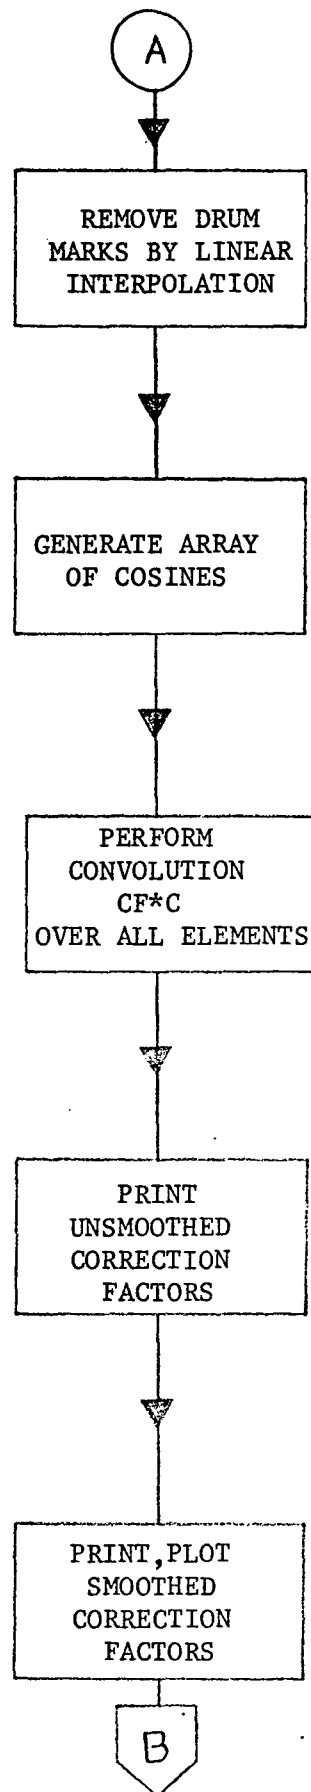 A
REMOVE DRUM
MARKS BY LINEAR
INTERPOLATION
GENERATE ARRAY
OF COSINES
PERFORM
CONVOLUTION
CF*C
OVER ALL ELEMENTS
PRINT
UNSMOOTHED
CORRECTION
FACTORS
PRINT,PLOT
SMOOTHED
CORRECTION
FACTORS
B